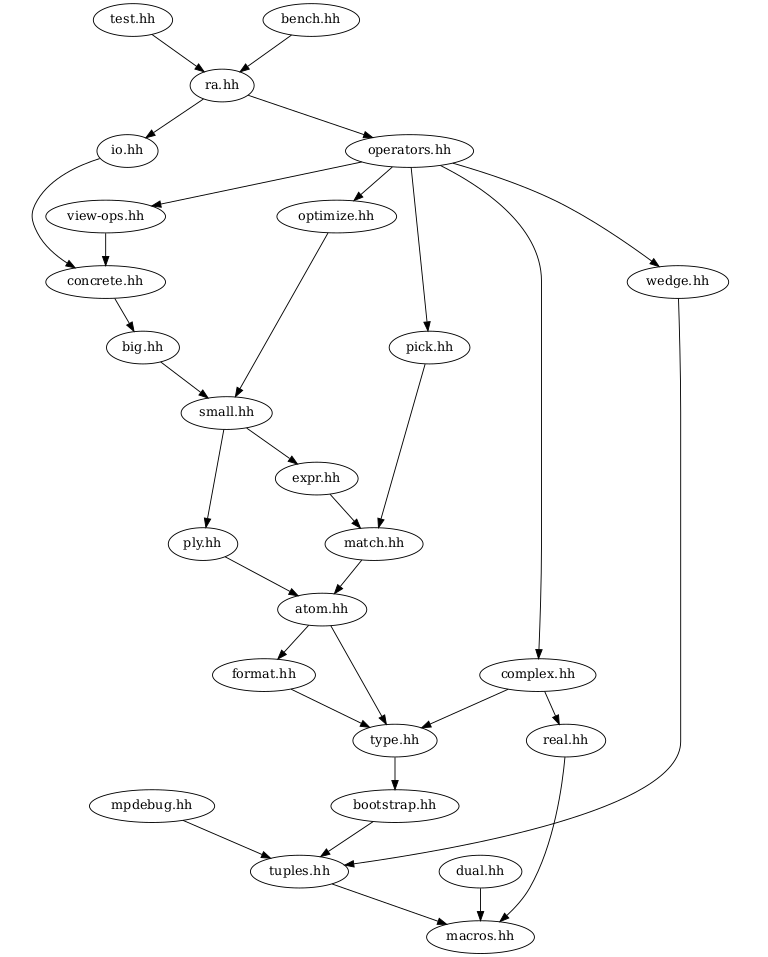 test.hh
bench.hh
ra.hh
io.hh
operators.hh
view-ops.hh
optimize.hh
concrete.hh
wedge.hh
big.hh
pick.hh
small.hh
expr.hh
ply.hh
match.hh
atom.hh
format.hh
complex.hh
type.hh
real.hh
mpdebug.hh
bootstrap.hh
tuples.hh
dual.hh
macros.hh